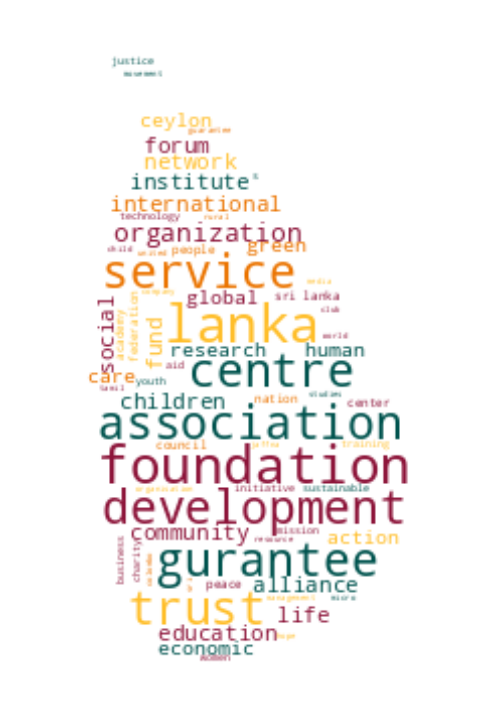 justice
movement
ceylon
guarantee
forum
network
institute
international
technology rural
organization
child united people green
service
media
company
global sri lanka
club
lanka
social
academy
federation
fund
world
research human
aid
centre
care youth
tamil
children nation studies
center
association
council jaffna training
foundation
organisation initiative sustainable
development
community mission
resource action
business
charity
colombo
gurantee
sri
peace alliance
trust management micro
life
education hope
economic
women